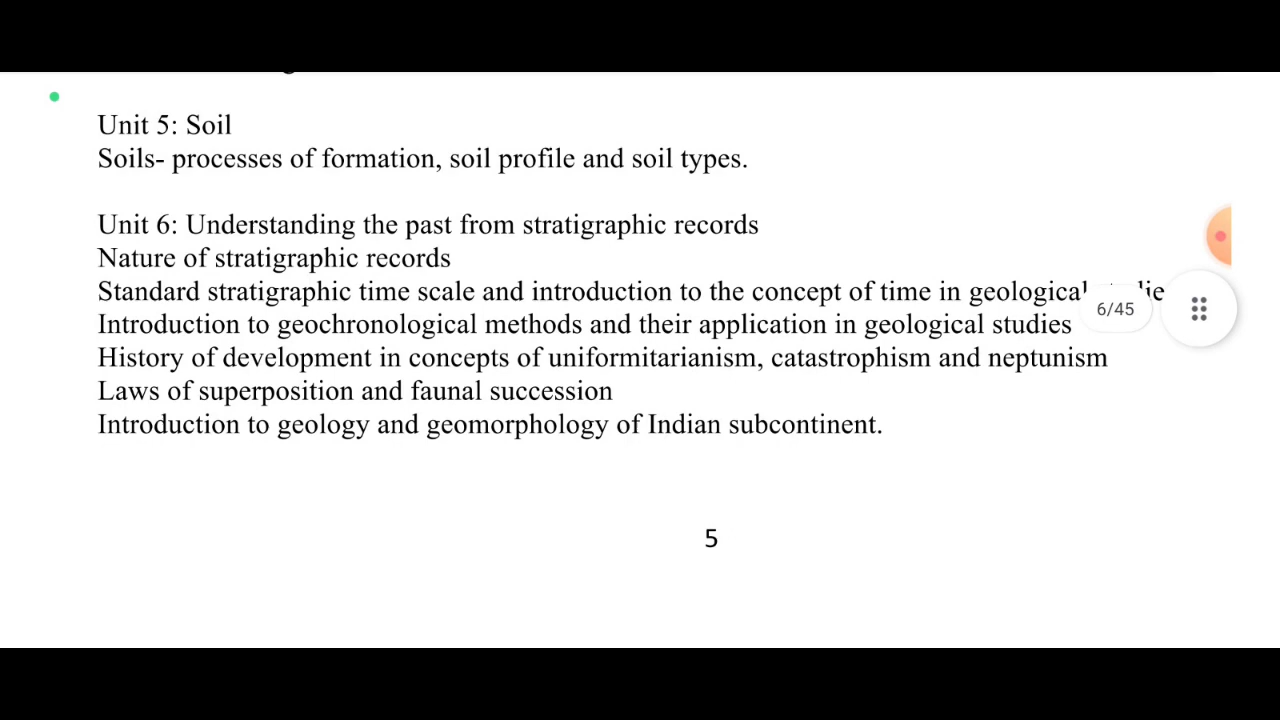 Unit 5: Soil
Soils- processes of formation, soil profile and soil types.
Unit 6: Understanding the past from stratigraphic records
Nature of stratigraphic records
Standard stratigraphic time scale and introduction to the concept of time in geological
6/45
Introduction to geochronological methods and their application in geological studies
History of development in concepts of uniformitarianism, catastrophism and neptunism
Laws of superposition and faunal succession
Introduction to geology and geomorphology of Indian subcontinent.
5